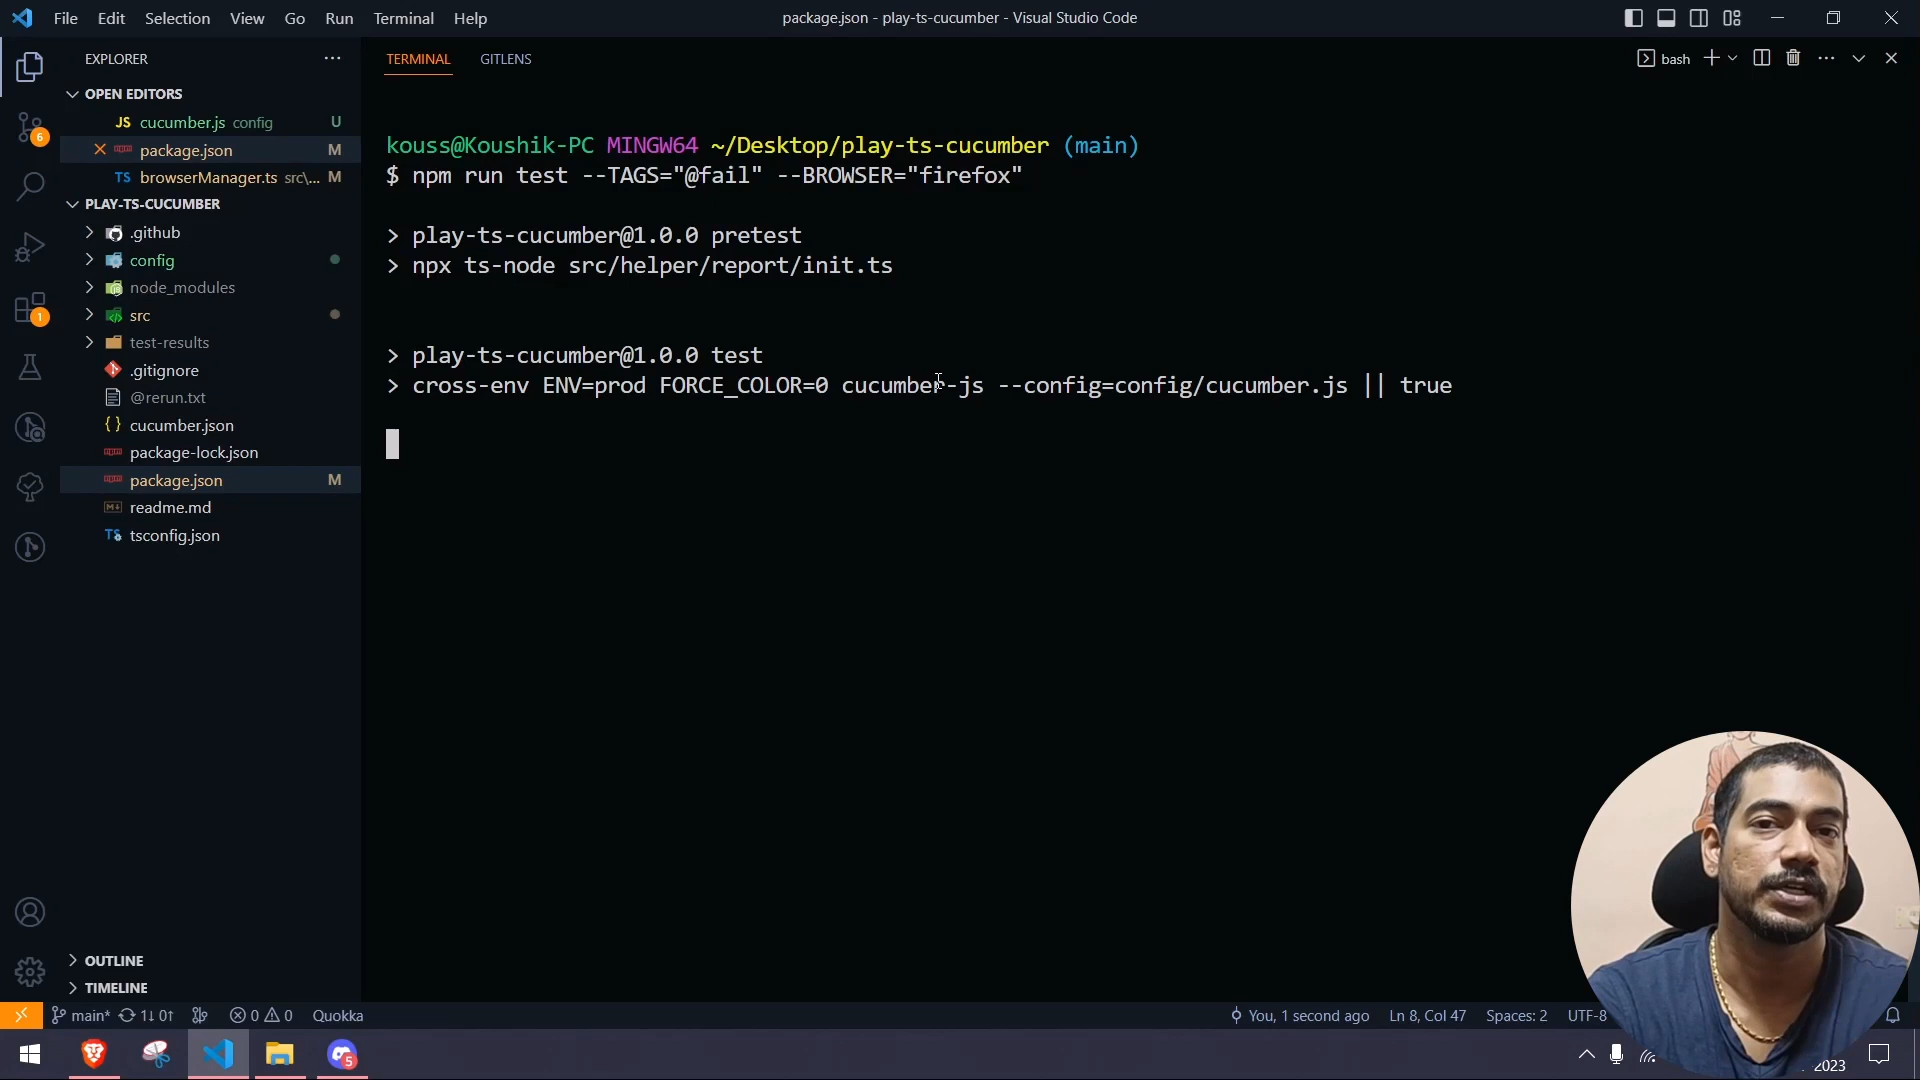 File Edit Selection View Go Run Terminal Help
package.json - play-ts-cucumber - Visual Studio Code
EXPLORER
OPEN EDITORS
JS cucumber.js config U
package.json M
TS browserManager.ts src\... M
PLAY-TS-CUCUMBER
.github
config
node_modules
src
test-results
.gitignore
@rerun.txt
{} cucumber.json
package-lock.json
package.json M
readme.md
TS tsconfig.json
OUTLINE
TIMELINE
6
1
TERMINAL GITLENS
bash
kouss@Koushik-PC MINGW64 ~/Desktop/play-ts-cucumber (main)
$ npm run test --TAGS="@fail" --BROWSER="firefox"
> play-ts-cucumber@1.0.0 pretest
> npx ts-node src/helper/report/init.ts
> play-ts-cucumber@1.0.0 test
> cross-env ENV=prod FORCE_COLOR=0 cucumber-js --config=config/cucumber.js || true
main* 1↓ 0↑ 0 0 Quokka
You, 1 second ago Ln 8, Col 47 Spaces: 2 UTF-8
5
2023